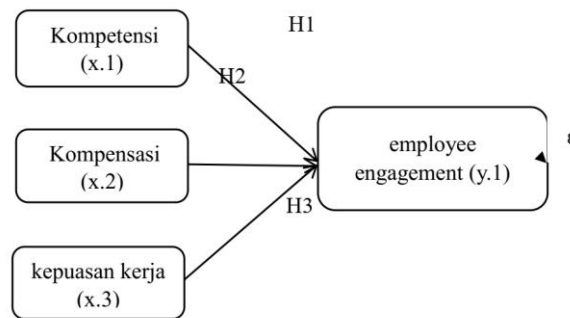 Kompetensi
(x.1)
H1
H2
Kompensasi
(x.2)
employee
engagement (y.1)
ε
H3
kepuasan kerja
(x.3)